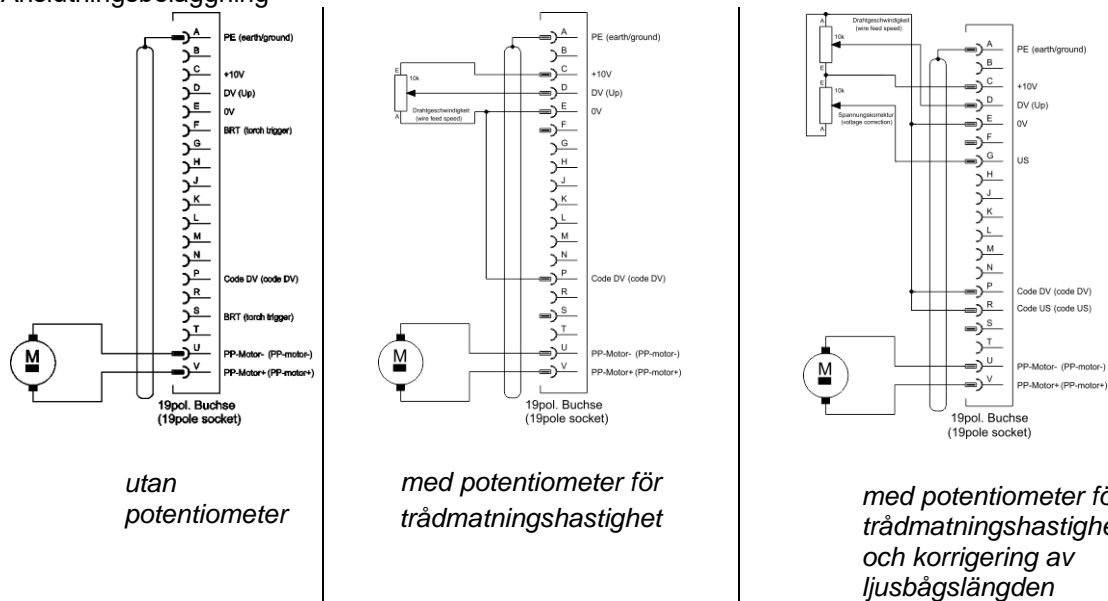 Anslutningsbeläggning
A PE (earth/ground)
B
C +10V
D DV (Up)
E 0V
F BRT (torch trigger)
G
H
J
K
L
M
N
P Code DV (code DV)
R
S BRT (torch trigger)
T
U PP-Motor- (PP-motor-)
V PP-Motor+ (PP-motor+)
M
19pol. Buchse
(19pole socket)
utan
potentiometer
A PE (earth/ground)
B
E
10k
C +10V
D DV (Up)
Drahtgeschwindigkeit
(wire feed speed)
A
E 0V
F
G
H
J
K
L
M
N
P Code DV (code DV)
R
S
T
U PP-Motor- (PP-motor-)
V PP-Motor+ (PP-motor+)
M
19pol. Buchse
(19pole socket)
med potentiometer för
trådmatningshastighet
A
Drahtgeschwindigkeit
(wire feed speed)
10k
E
A PE (earth/ground)
B
E
10k
C +10V
D DV (Up)
Spannungskorrektur
(voltage correction)
A
E 0V
F
G US
H
J
K
L
M
N
P Code DV (code DV)
R Code US (code US)
S
T
U PP-Motor- (PP-motor-)
V PP-Motor+ (PP-motor+)
M
19pol. Buchse
(19pole socket)
med potentiometer fö
trådmatningshastighe
och korrigering av
ljusbågslängden